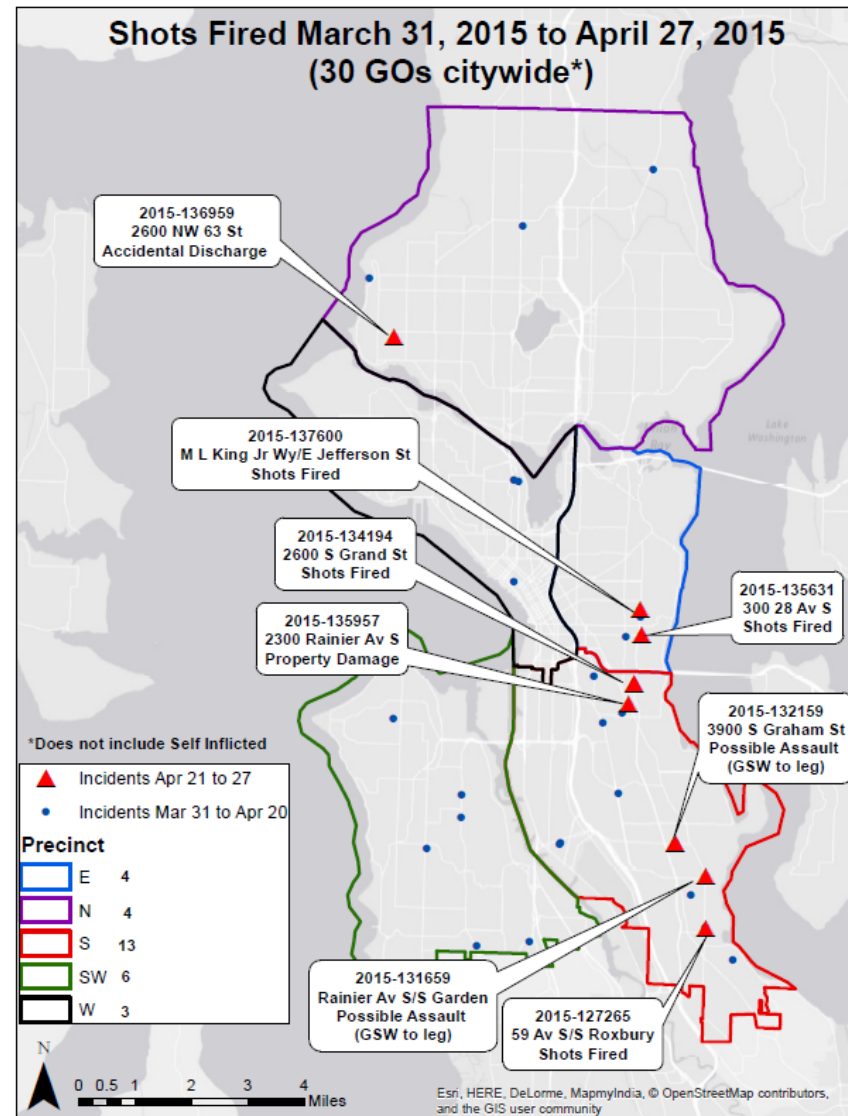 Shots Fired March 31, 2015 to April 27, 2015
(30 GOs citywide*)
2015-136959
2600 NW 63 St
Accidental Discharge
Lake
Washington
Bay
2015-137600
M L King Jr Wy/E Jefferson St
Shots Fired
2015-134194
2600 S Grand St
Shots Fired
2015-135631
300 28 Av S
Shots Fired
2015-135957
2300 Rainier Av S
Property Damage
2015-132159
3900 S Graham St
Possible Assault
(GSW to leg)
*Does not include Self Inflicted
Incidents Apr 21 to 27
Incidents Mar 31 to Apr 20
Precinct
E 4
N 4
S 13
SW 6
W 3
2015-131659
Rainier Av S/S Garden
Possible Assault
(GSW to leg)
2015-127265
59 Av S/S Roxbury
Shots Fired
N
0 0.5 1 2 3 4
Miles
Esri, HERE, DeLorme, MapmyIndia, © OpenStreetMap contributors,
and the GIS user community